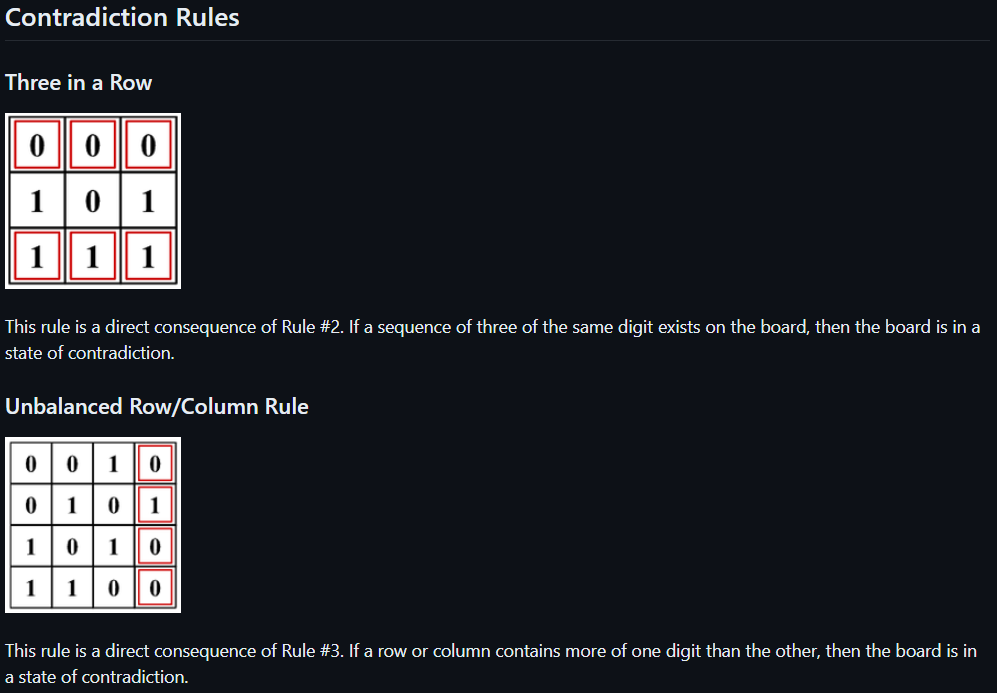 Contradiction Rules
Three in a Row
0 0 0
1 0 1
1 1 1
This rule is a direct consequence of Rule #2. If a sequence of three of the same digit exists on the board, then the board is in a
state of contradiction.
Unbalanced Row/Column Rule
0 0 1 0
0 1 0 1
1 0 1 0
1 1 0 0
This rule is a direct consequence of Rule #3. If a row or column contains more of one digit than the other, then the board is in
a state of contradiction.